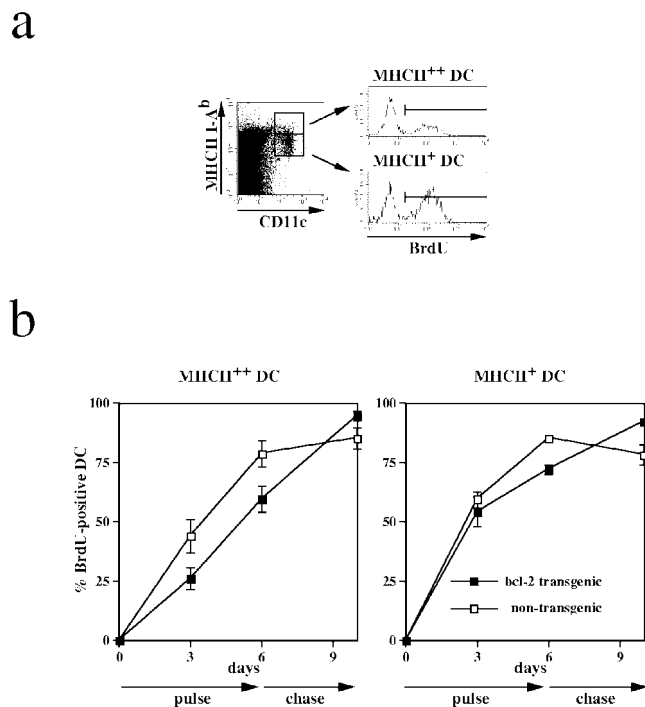 a
MHCII⁺⁺ DC
MHCII I-Aᵇ
MHCII⁺ DC
CD11c
BrdU
b
MHCII⁺⁺ DC
MHCII⁺ DC
% BrdU-positive DC
100
75
50
25
0
0 3 6 9
days
pulse chase
100
75
50
25
0
bcl-2 transgenic
non-transgenic
0 3 6 9
days
pulse chase